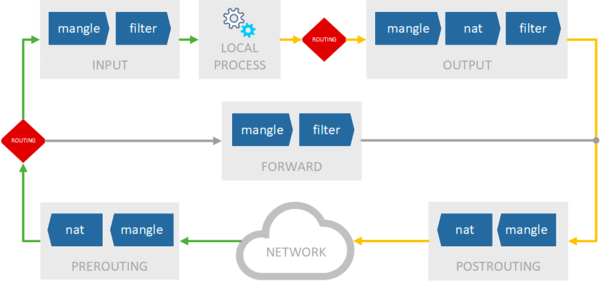 mangle filter
INPUT
LOCAL
PROCESS
ROUTING
mangle nat filter
OUTPUT
ROUTING
mangle filter
FORWARD
nat mangle
PREROUTING
NETWORK
nat mangle
POSTROUTING